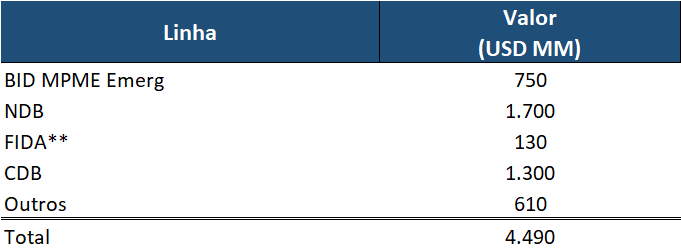 Linha Valor
(USD MM)
BID MPME Emerg 750
NDB 1.700
FIDA** 130
CDB 1.300
Outros 610
Total 4.490